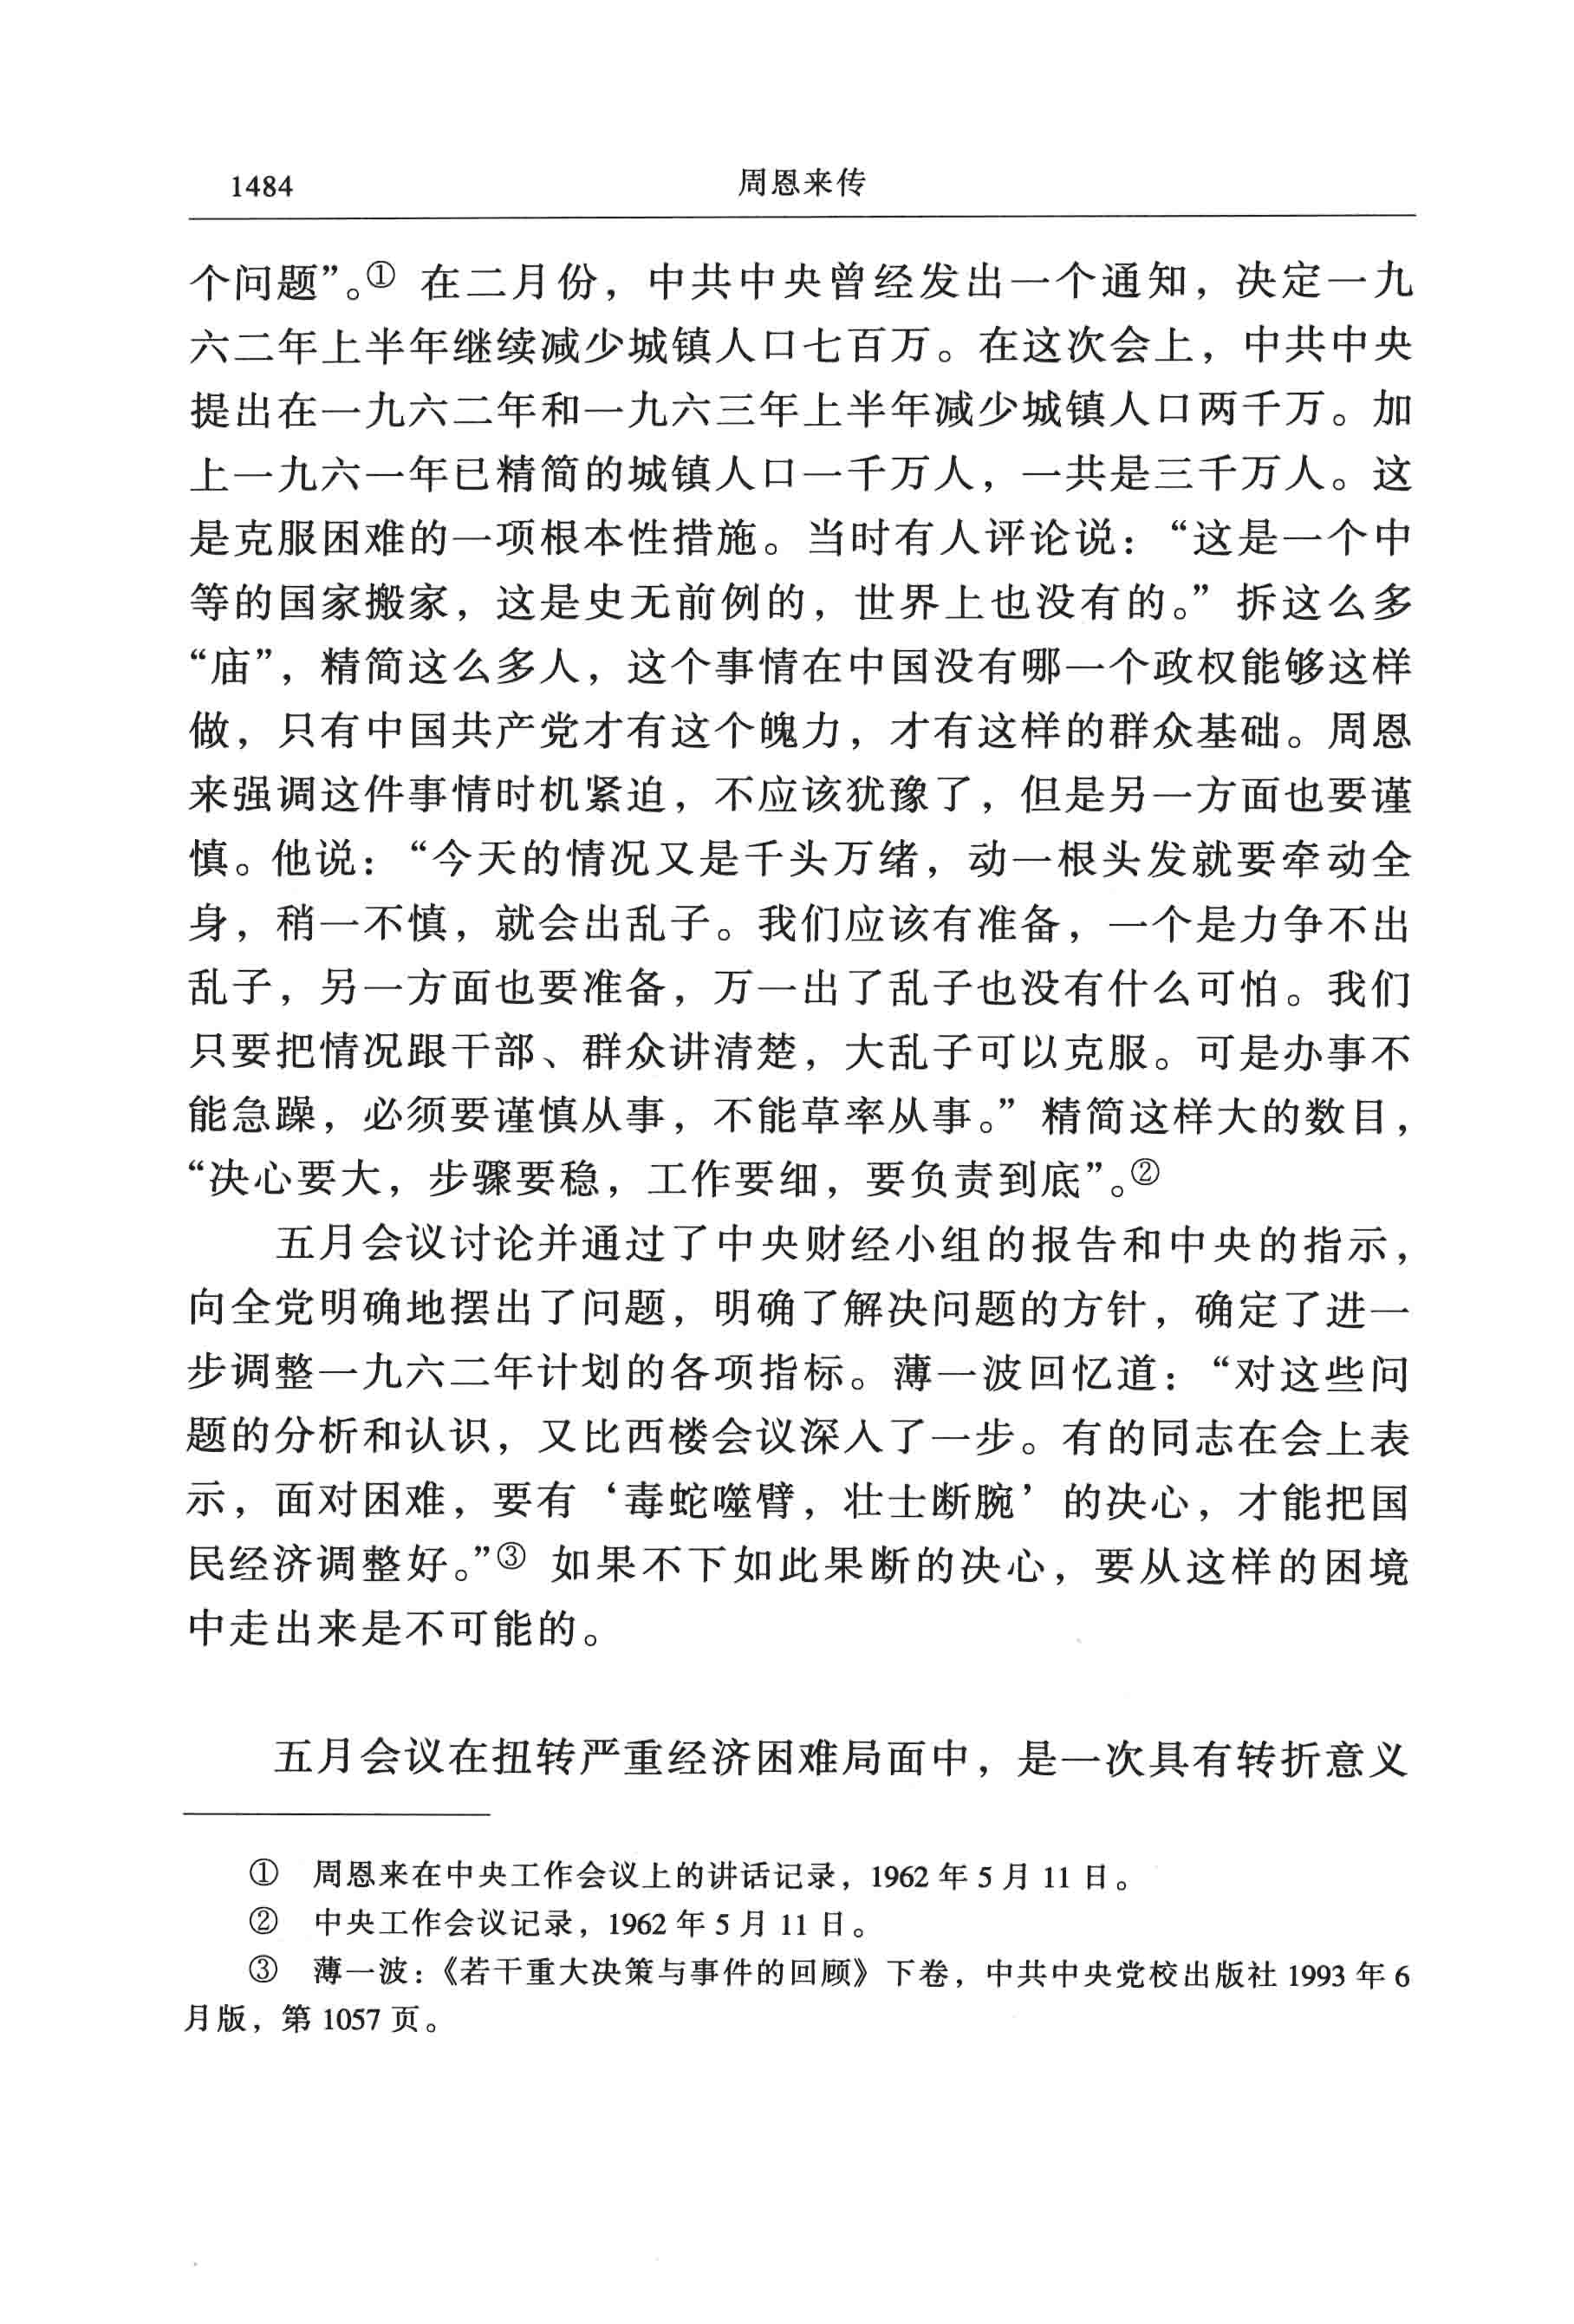 1484 周恩来传
个问题”。① 在二月份，中共中央曾经发出一个通知，决定一九
六二年上半年继续减少城镇人口七百万。在这次会上，中共中央
提出在一九六二年和一九六三年上半年减少城镇人口两千万。加
上一九六一年已精简的城镇人口一千万人，一共是三千万人。这
是克服困难的一项根本性措施。当时有人评论说：“这是一个中
等的国家搬家，这是史无前例的，世界上也没有的。”拆这么多
“庙”，精简这么多人，这个事情在中国没有哪一个政权能够这样
做，只有中国共产党才有这个魄力，才有这样的群众基础。周恩
来强调这件事情时机紧迫，不应该犹豫了，但是另一方面也要谨
慎。他说：“今天的情况又是千头万绪，动一根头发就要牵动全
身，稍一不慎，就会出乱子。我们应该有准备，一个是力争不出
乱子，另一方面也要准备，万一出了乱子也没有什么可怕。我们
只要把情况跟干部、群众讲清楚，大乱子可以克服。可是办事不
能急躁，必须要谨慎从事，不能草率从事。”精简这样大的数目，
“决心要大，步骤要稳，工作要细，要负责到底”。②
五月会议讨论并通过了中央财经小组的报告和中央的指示，
向全党明确地摆出了问题，明确了解决问题的方针，确定了进一
步调整一九六二年计划的各项指标。薄一波回忆道：“对这些问
题的分析和认识，又比西楼会议深入了一步。有的同志在会上表
示，面对困难，要有‘毒蛇噬臂，壮士断腕’的决心，才能把国
民经济调整好。”③ 如果不下如此果断的决心，要从这样的困境
中走出来是不可能的。
五月会议在扭转严重经济困难局面中，是一次具有转折意义
① 周恩来在中央工作会议上的讲话记录，1962 年 5 月 11 日。
② 中央工作会议记录，1962 年 5 月 11 日。
③ 薄一波：《若干重大决策与事件的回顾》下卷，中共中央党校出版社 1993 年 6
月版，第 1057 页。